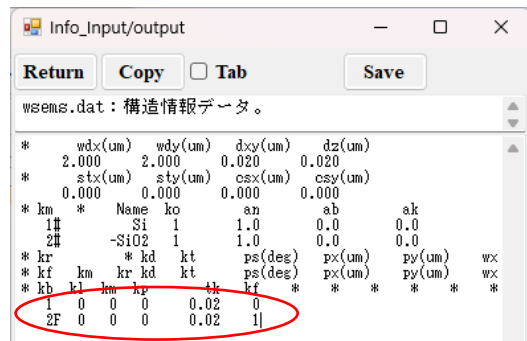 Info_Input/output
Return Copy Tab Save
wsems.dat：構造情報データ。
* wdx(um) wdy(um) dxy(um) dz(um)
2.000 2.000 0.020 0.020
* stx(um) sty(um) csx(um) csy(um)
0.000 0.000 0.000 0.000
* km * Name ko an ab ak
1# Si 1 1.0 0.0 0.0
2# -SiO2 1 1.0 0.0 0.0
* kr * kd kt ps(deg) px(um) py(um) wx
* kf km kr kd kt ps(deg) px(um) py(um) wx
* kb kl km kp tk kf * * * * *
1 0 0 0 0.02 0
2F 0 0 0 0.02 1